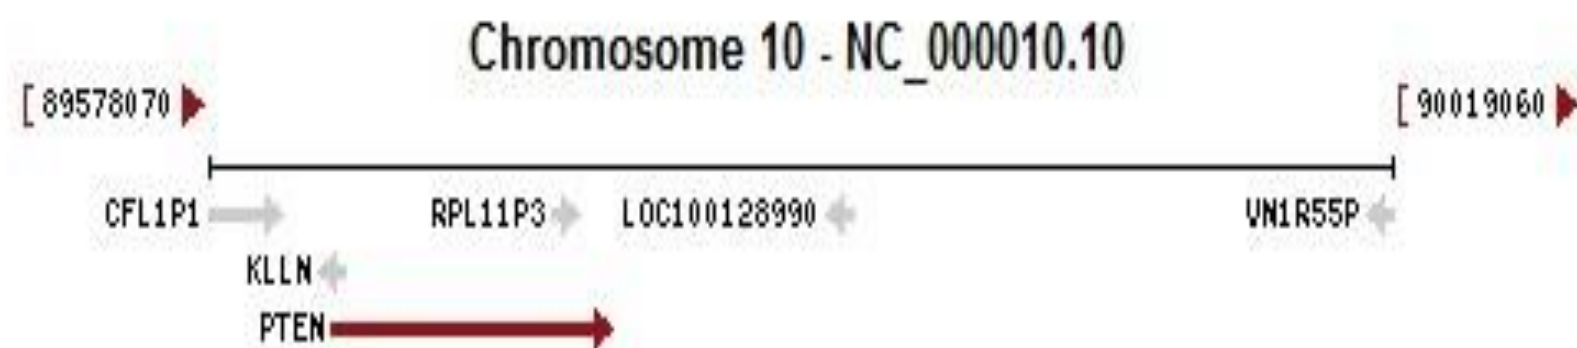 Chromosome 10 - NC_000010.10
[ 89578070
[ 90019060
CFL1P1
RPL11P3
LOC100128990
VN1R55P
KLLN
PTEN